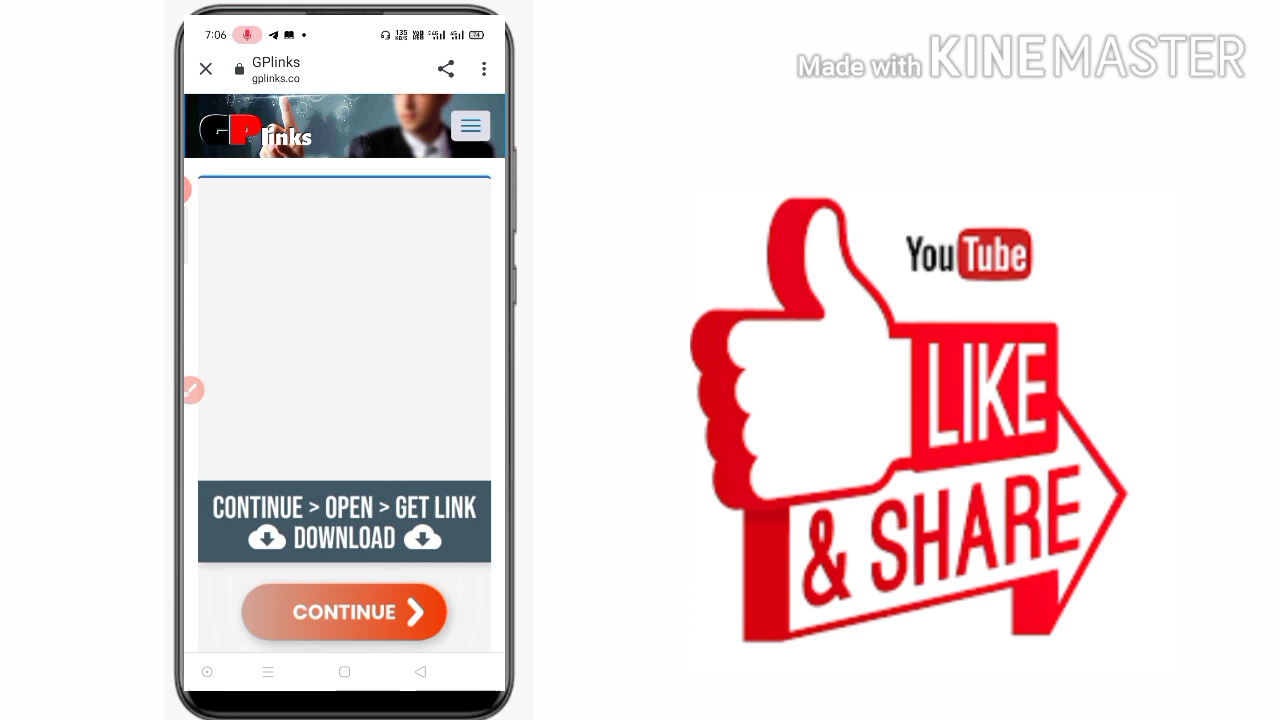 7:06
GPlinks
gplinks.co
GPlinks
CONTINUE > OPEN > GET LINK
DOWNLOAD
CONTINUE
Made with KINEMASTER
YouTube
LIKE
& SHARE